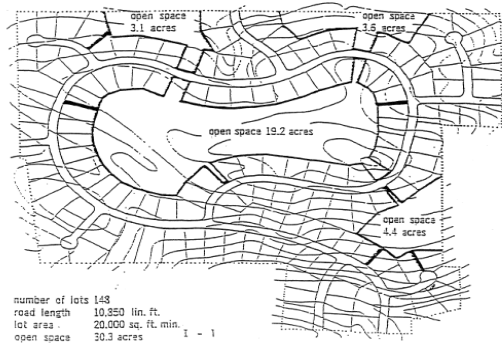 open space
3.1 acres
open space
3.6 acres
open space 19.2 acres
open space
4.4 acres
number of lots 148
road length 10,850 lin. ft.
lot area 20,000 sq. ft. min.
open space 30.3 acres
I - 1